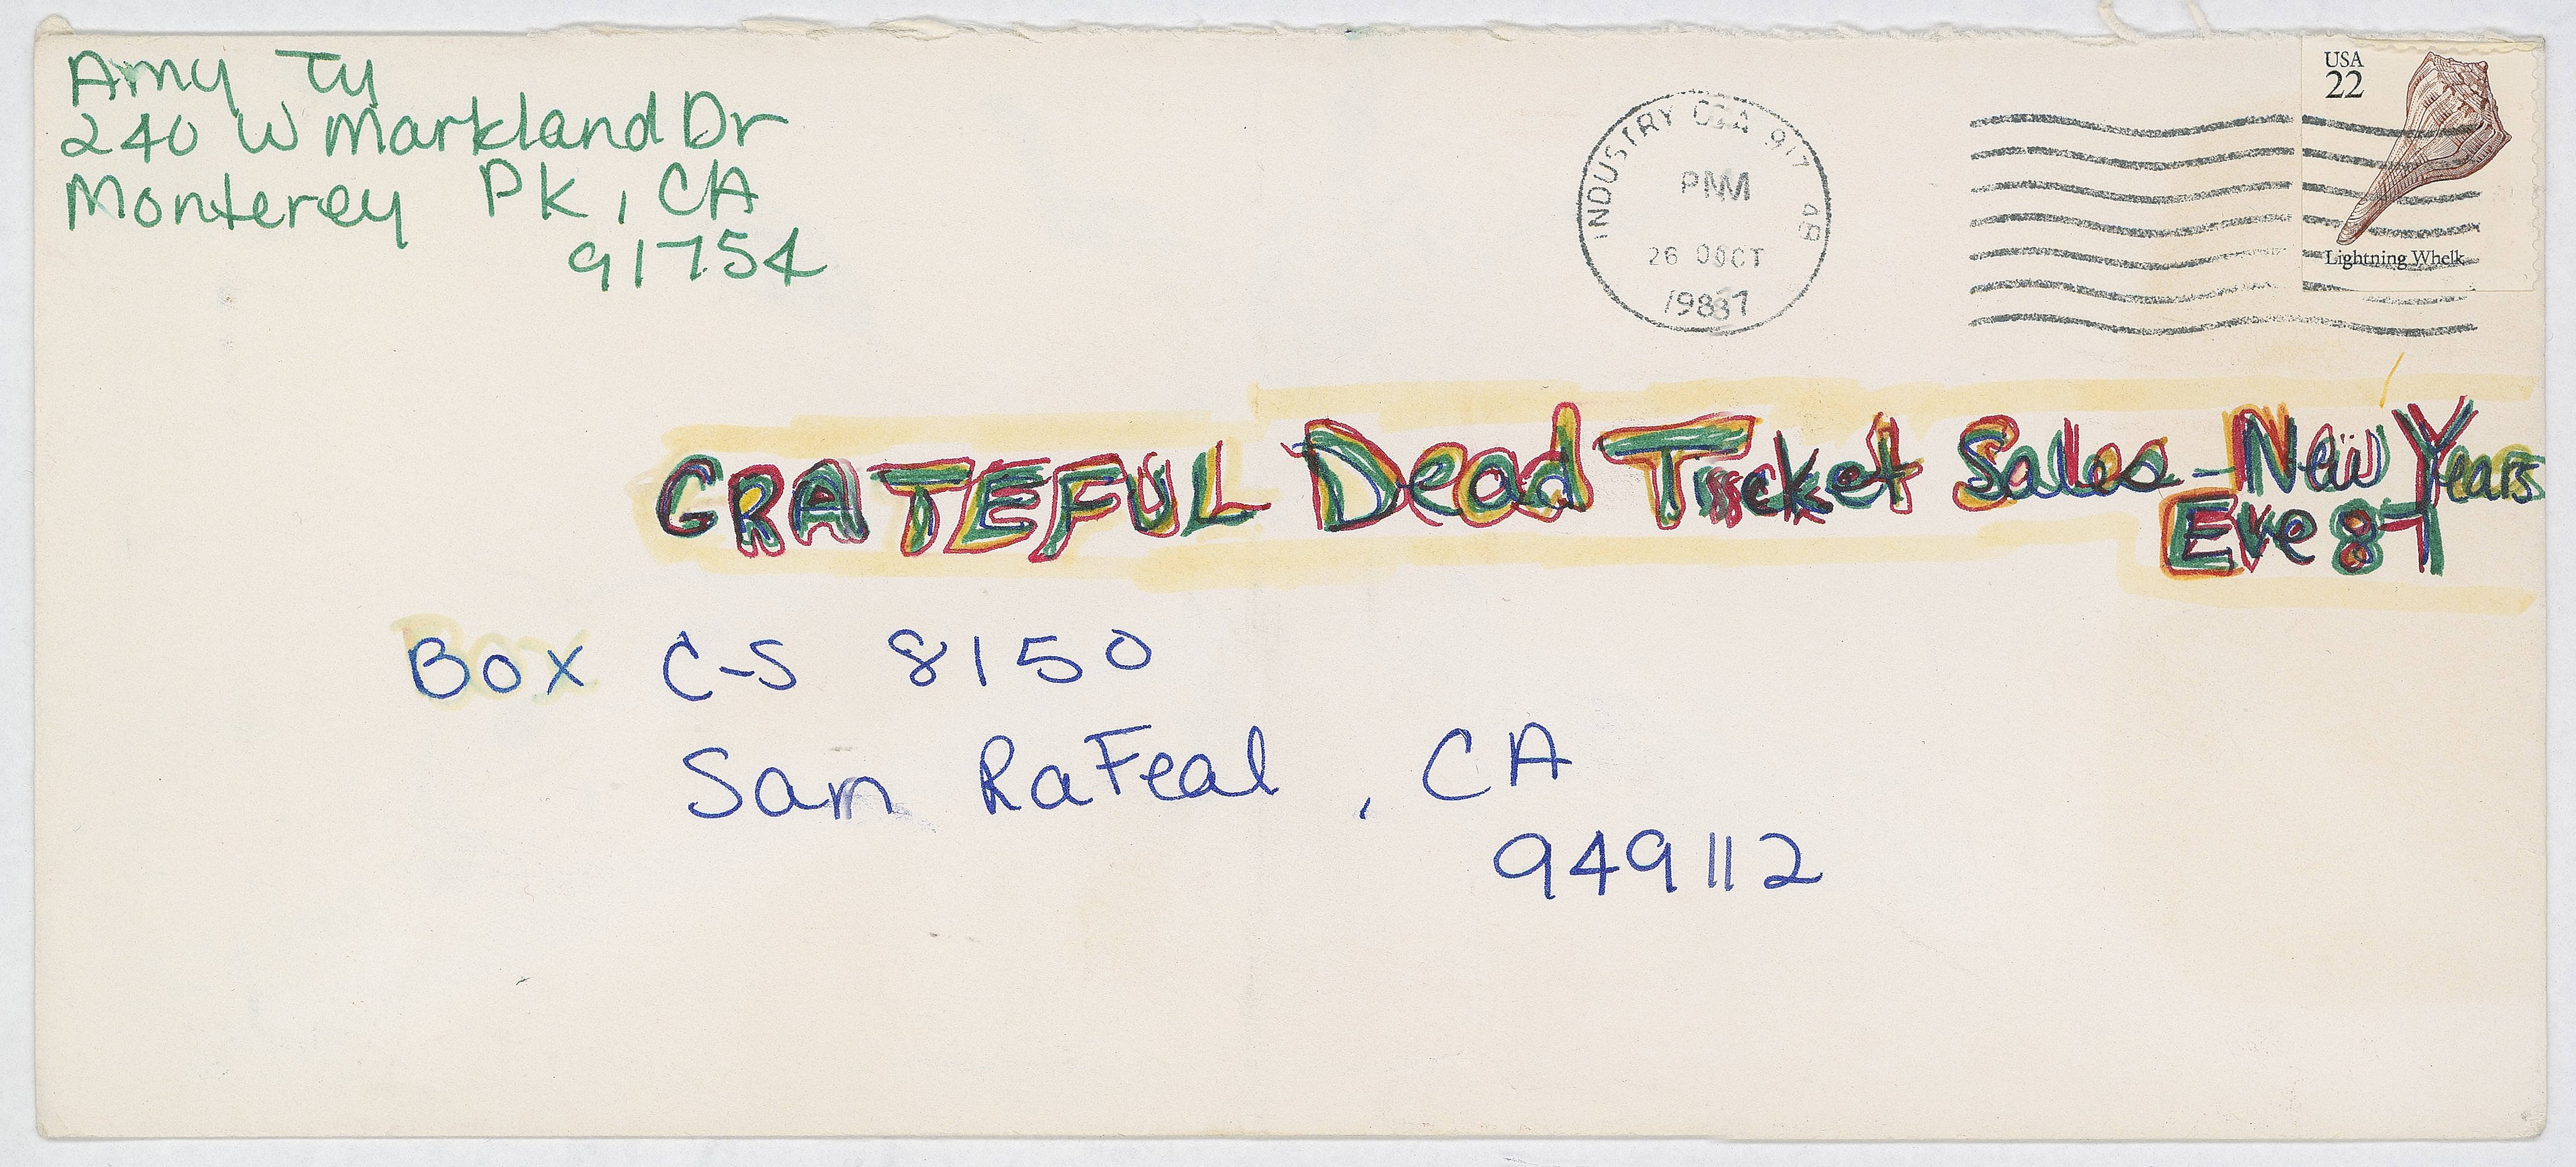 Amy Ty
240 W Markland Dr
Monterey Pk, CA
91754
INDUSTRY CA 917 48
PM
26 OCT
1987
USA
22
Lightning Whelk
GRATEFUL Dead Ticket Sales - New Years
Eve 87
Box C-S 8150
San RaFeal, CA
949112